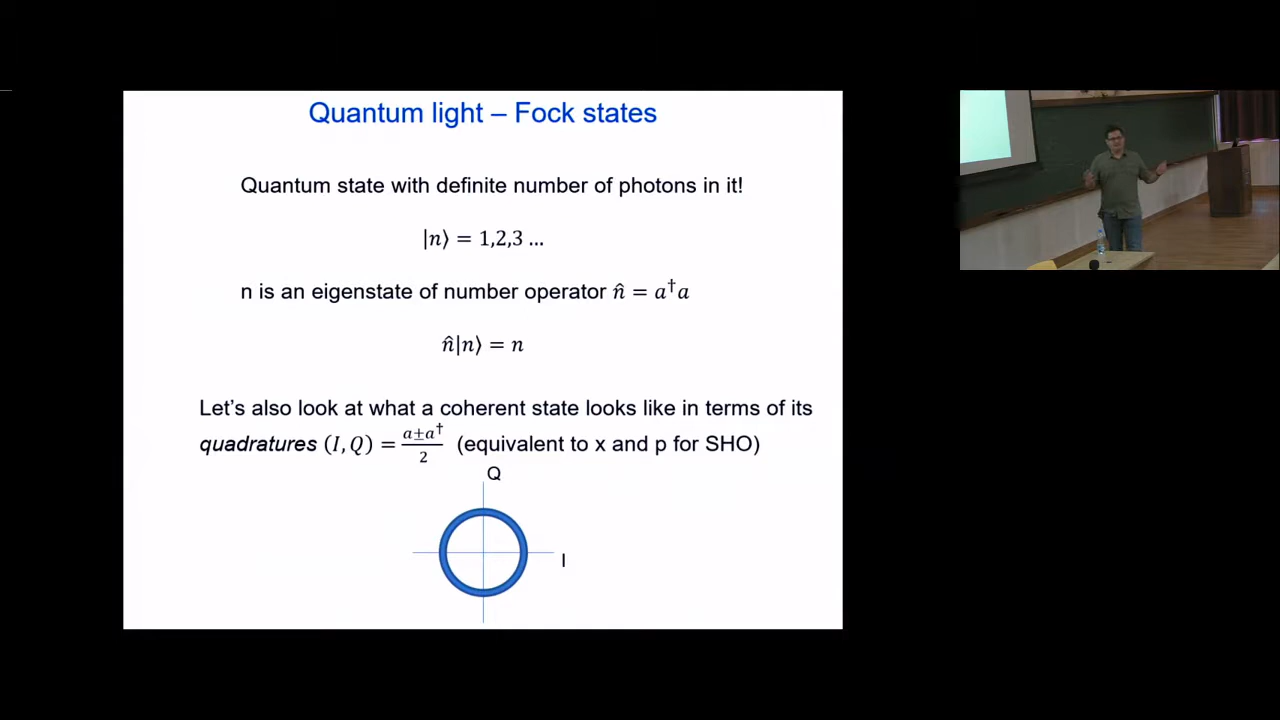 Quantum light – Fock states
Quantum state with definite number of photons in it!
|n⟩ = 1,2,3 ...
n is an eigenstate of number operator n̂ = a†a
n̂|n⟩ = n
Let's also look at what a coherent state looks like in terms of its
quadratures (I, Q) = (a±a†)/2 (equivalent to x and p for SHO)
Q
I